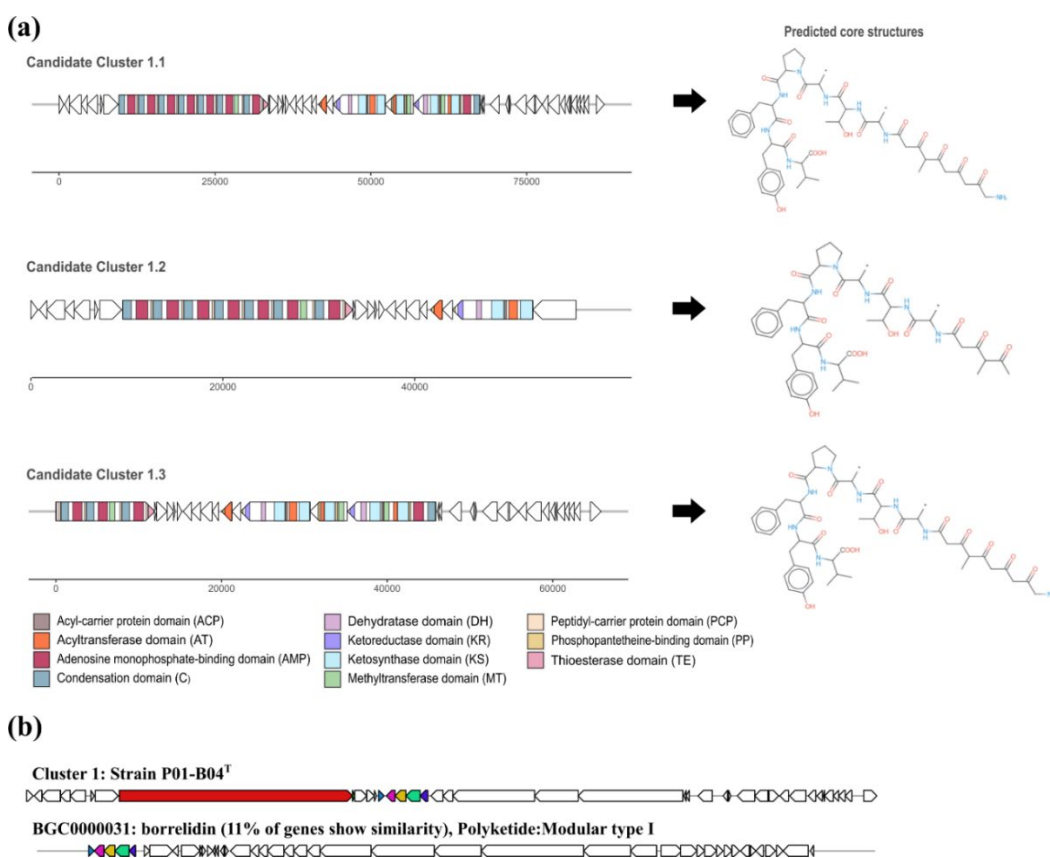 (a)
Predicted core structures
Candidate Cluster 1.1
0 25000 50000 75000
Candidate Cluster 1.2
0 20000 40000
Candidate Cluster 1.3
0 20000 40000 60000
Acyl-carrier protein domain (ACP)
Acyltransferase domain (AT)
Adenosine monophosphate-binding domain (AMP)
Condensation domain (C)
Dehydratase domain (DH)
Ketoreductase domain (KR)
Ketosynthase domain (KS)
Methyltransferase domain (MT)
Peptidyl-carrier protein domain (PCP)
Phosphopantetheine-binding domain (PP)
Thioesterase domain (TE)
(b)
Cluster 1: Strain P01-B04ᵀ
BGC0000031: borrelidin (11% of genes show similarity), Polyketide:Modular type I